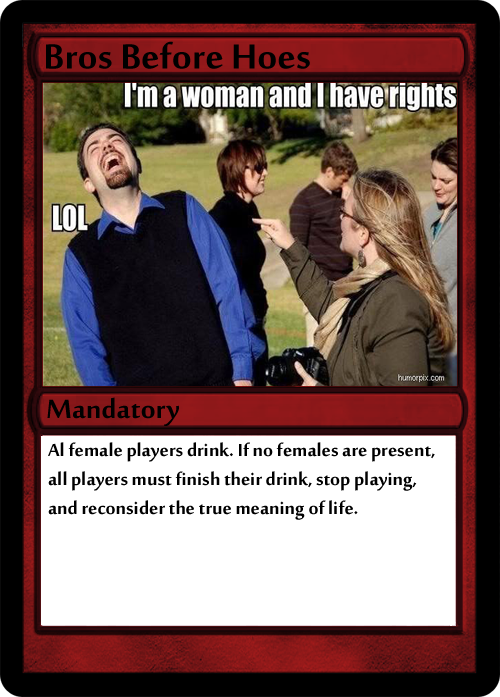 Bros Before Hoes
I'm a woman and I have rights
LOL
humorpix.com
Mandatory
Al female players drink. If no females are present,
all players must finish their drink, stop playing,
and reconsider the true meaning of life.